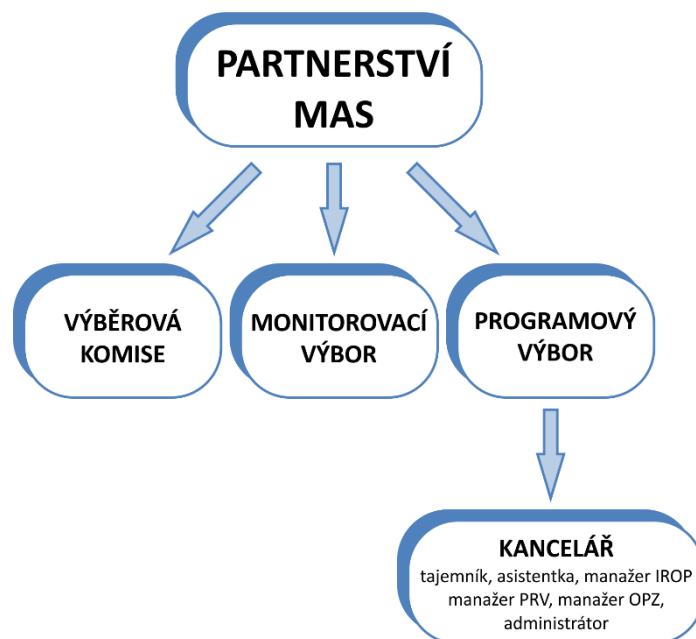 PARTNERSTVÍ
MAS
VÝBĚROVÁ
KOMISE
MONITOROVACÍ
VÝBOR
PROGRAMOVÝ
VÝBOR
KANCELÁŘ
tajemník, asistentka, manažer IROP
manažer PRV, manažer OPZ,
administrátor